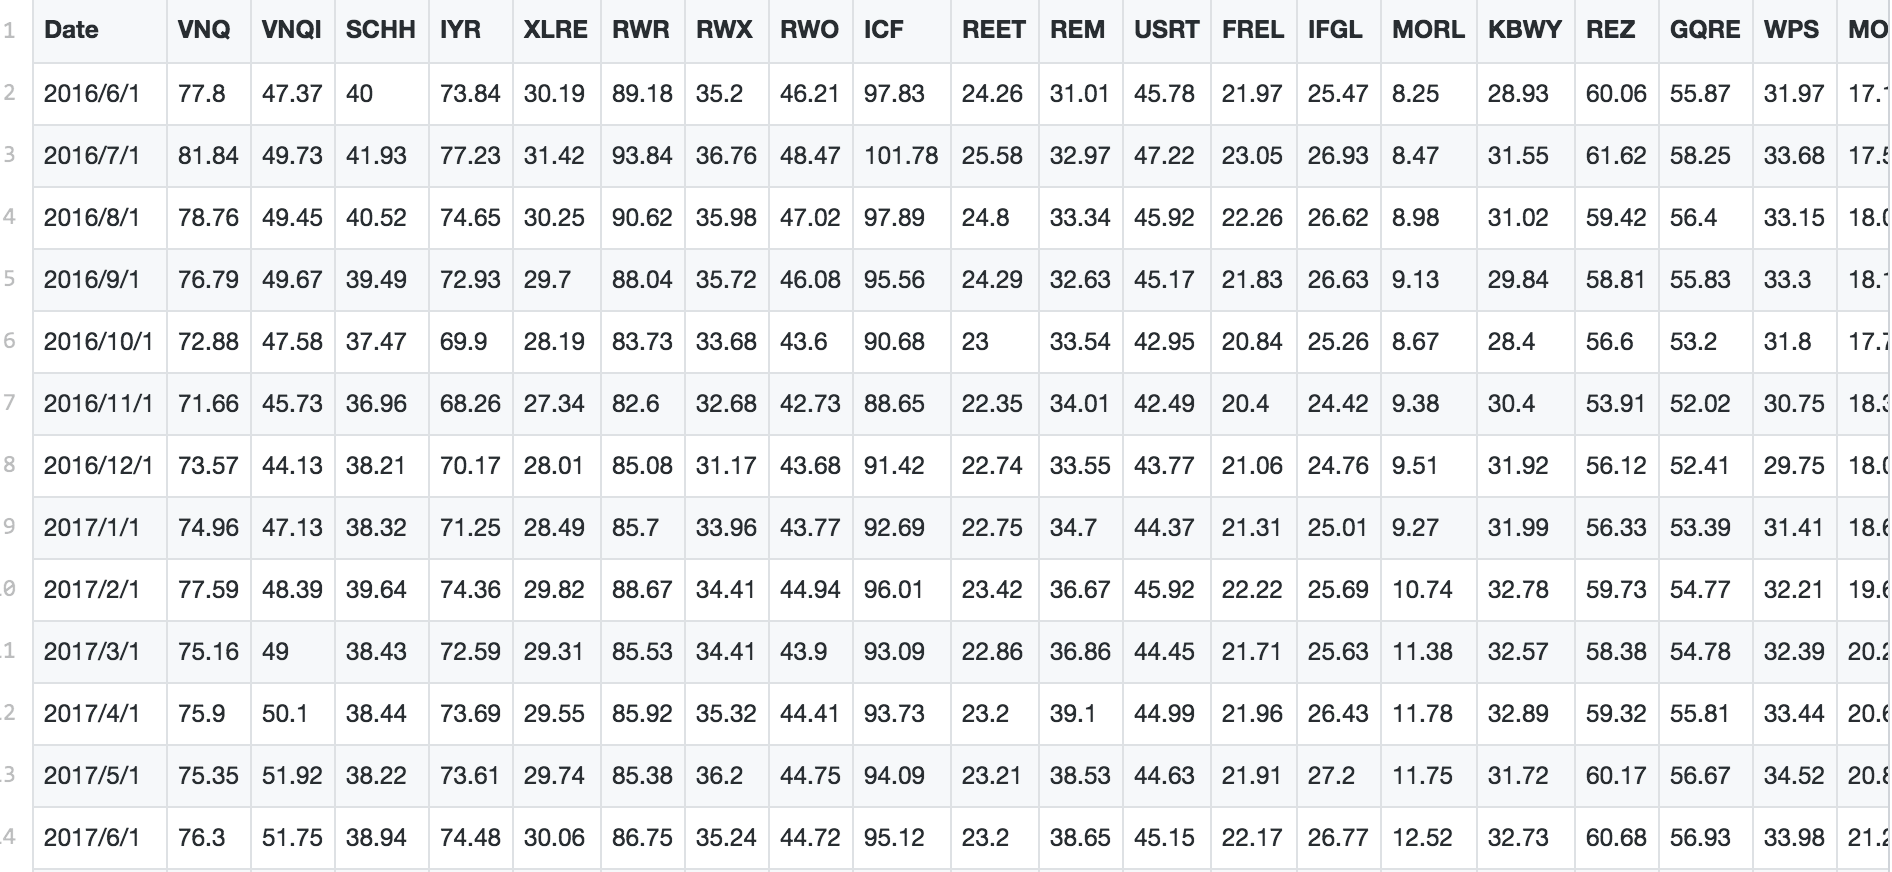 1 Date VNQ VNQI SCHH IYR XLRE RWR RWX RWO ICF REET REM USRT FREL IFGL MORL KBWY REZ GQRE WPS MO
2 2016/6/1 77.8 47.37 40 73.84 30.19 89.18 35.2 46.21 97.83 24.26 31.01 45.78 21.97 25.47 8.25 28.93 60.06 55.87 31.97 17.1
3 2016/7/1 81.84 49.73 41.93 77.23 31.42 93.84 36.76 48.47 101.78 25.58 32.97 47.22 23.05 26.93 8.47 31.55 61.62 58.25 33.68 17.5
4 2016/8/1 78.76 49.45 40.52 74.65 30.25 90.62 35.98 47.02 97.89 24.8 33.34 45.92 22.26 26.62 8.98 31.02 59.42 56.4 33.15 18.0
5 2016/9/1 76.79 49.67 39.49 72.93 29.7 88.04 35.72 46.08 95.56 24.29 32.63 45.17 21.83 26.63 9.13 29.84 58.81 55.83 33.3 18.1
6 2016/10/1 72.88 47.58 37.47 69.9 28.19 83.73 33.68 43.6 90.68 23 33.54 42.95 20.84 25.26 8.67 28.4 56.6 53.2 31.8 17.7
7 2016/11/1 71.66 45.73 36.96 68.26 27.34 82.6 32.68 42.73 88.65 22.35 34.01 42.49 20.4 24.42 9.38 30.4 53.91 52.02 30.75 18.3
8 2016/12/1 73.57 44.13 38.21 70.17 28.01 85.08 31.17 43.68 91.42 22.74 33.55 43.77 21.06 24.76 9.51 31.92 56.12 52.41 29.75 18.0
9 2017/1/1 74.96 47.13 38.32 71.25 28.49 85.7 33.96 43.77 92.69 22.75 34.7 44.37 21.31 25.01 9.27 31.99 56.33 53.39 31.41 18.6
0 2017/2/1 77.59 48.39 39.64 74.36 29.82 88.67 34.41 44.94 96.01 23.42 36.67 45.92 22.22 25.69 10.74 32.78 59.73 54.77 32.21 19.6
1 2017/3/1 75.16 49 38.43 72.59 29.31 85.53 34.41 43.9 93.09 22.86 36.86 44.45 21.71 25.63 11.38 32.57 58.38 54.78 32.39 20.2
2 2017/4/1 75.9 50.1 38.44 73.69 29.55 85.92 35.32 44.41 93.73 23.2 39.1 44.99 21.96 26.43 11.78 32.89 59.32 55.81 33.44 20.6
3 2017/5/1 75.35 51.92 38.22 73.61 29.74 85.38 36.2 44.75 94.09 23.21 38.53 44.63 21.91 27.2 11.75 31.72 60.17 56.67 34.52 20.8
4 2017/6/1 76.3 51.75 38.94 74.48 30.06 86.75 35.24 44.72 95.12 23.2 38.65 45.15 22.17 26.77 12.52 32.73 60.68 56.93 33.98 21.2